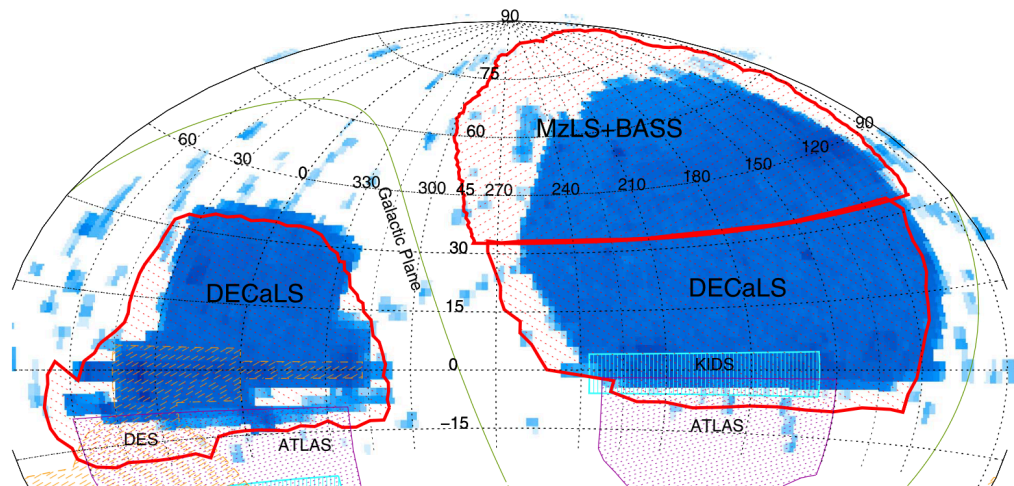 90
75
60
MzLS+BASS
90
60
30
0
330
300
45
270
240
210
180
150
120
Galactic Plane
30
DECaLS
DECaLS
15
0
KIDS
−15
DES
ATLAS
ATLAS